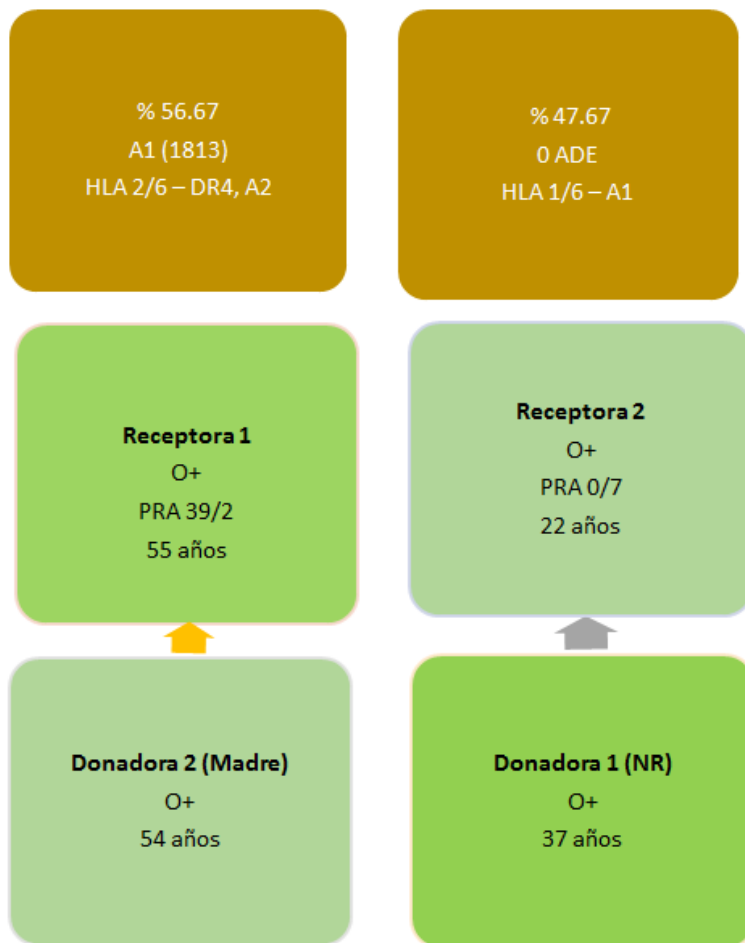 % 56.67
A1 (1813)
HLA 2/6 – DR4, A2
% 47.67
0 ADE
HLA 1/6 – A1
Receptora 1
O+
PRA 39/2
55 años
Receptora 2
O+
PRA 0/7
22 años
Donadora 2 (Madre)
O+
54 años
Donadora 1 (NR)
O+
37 años